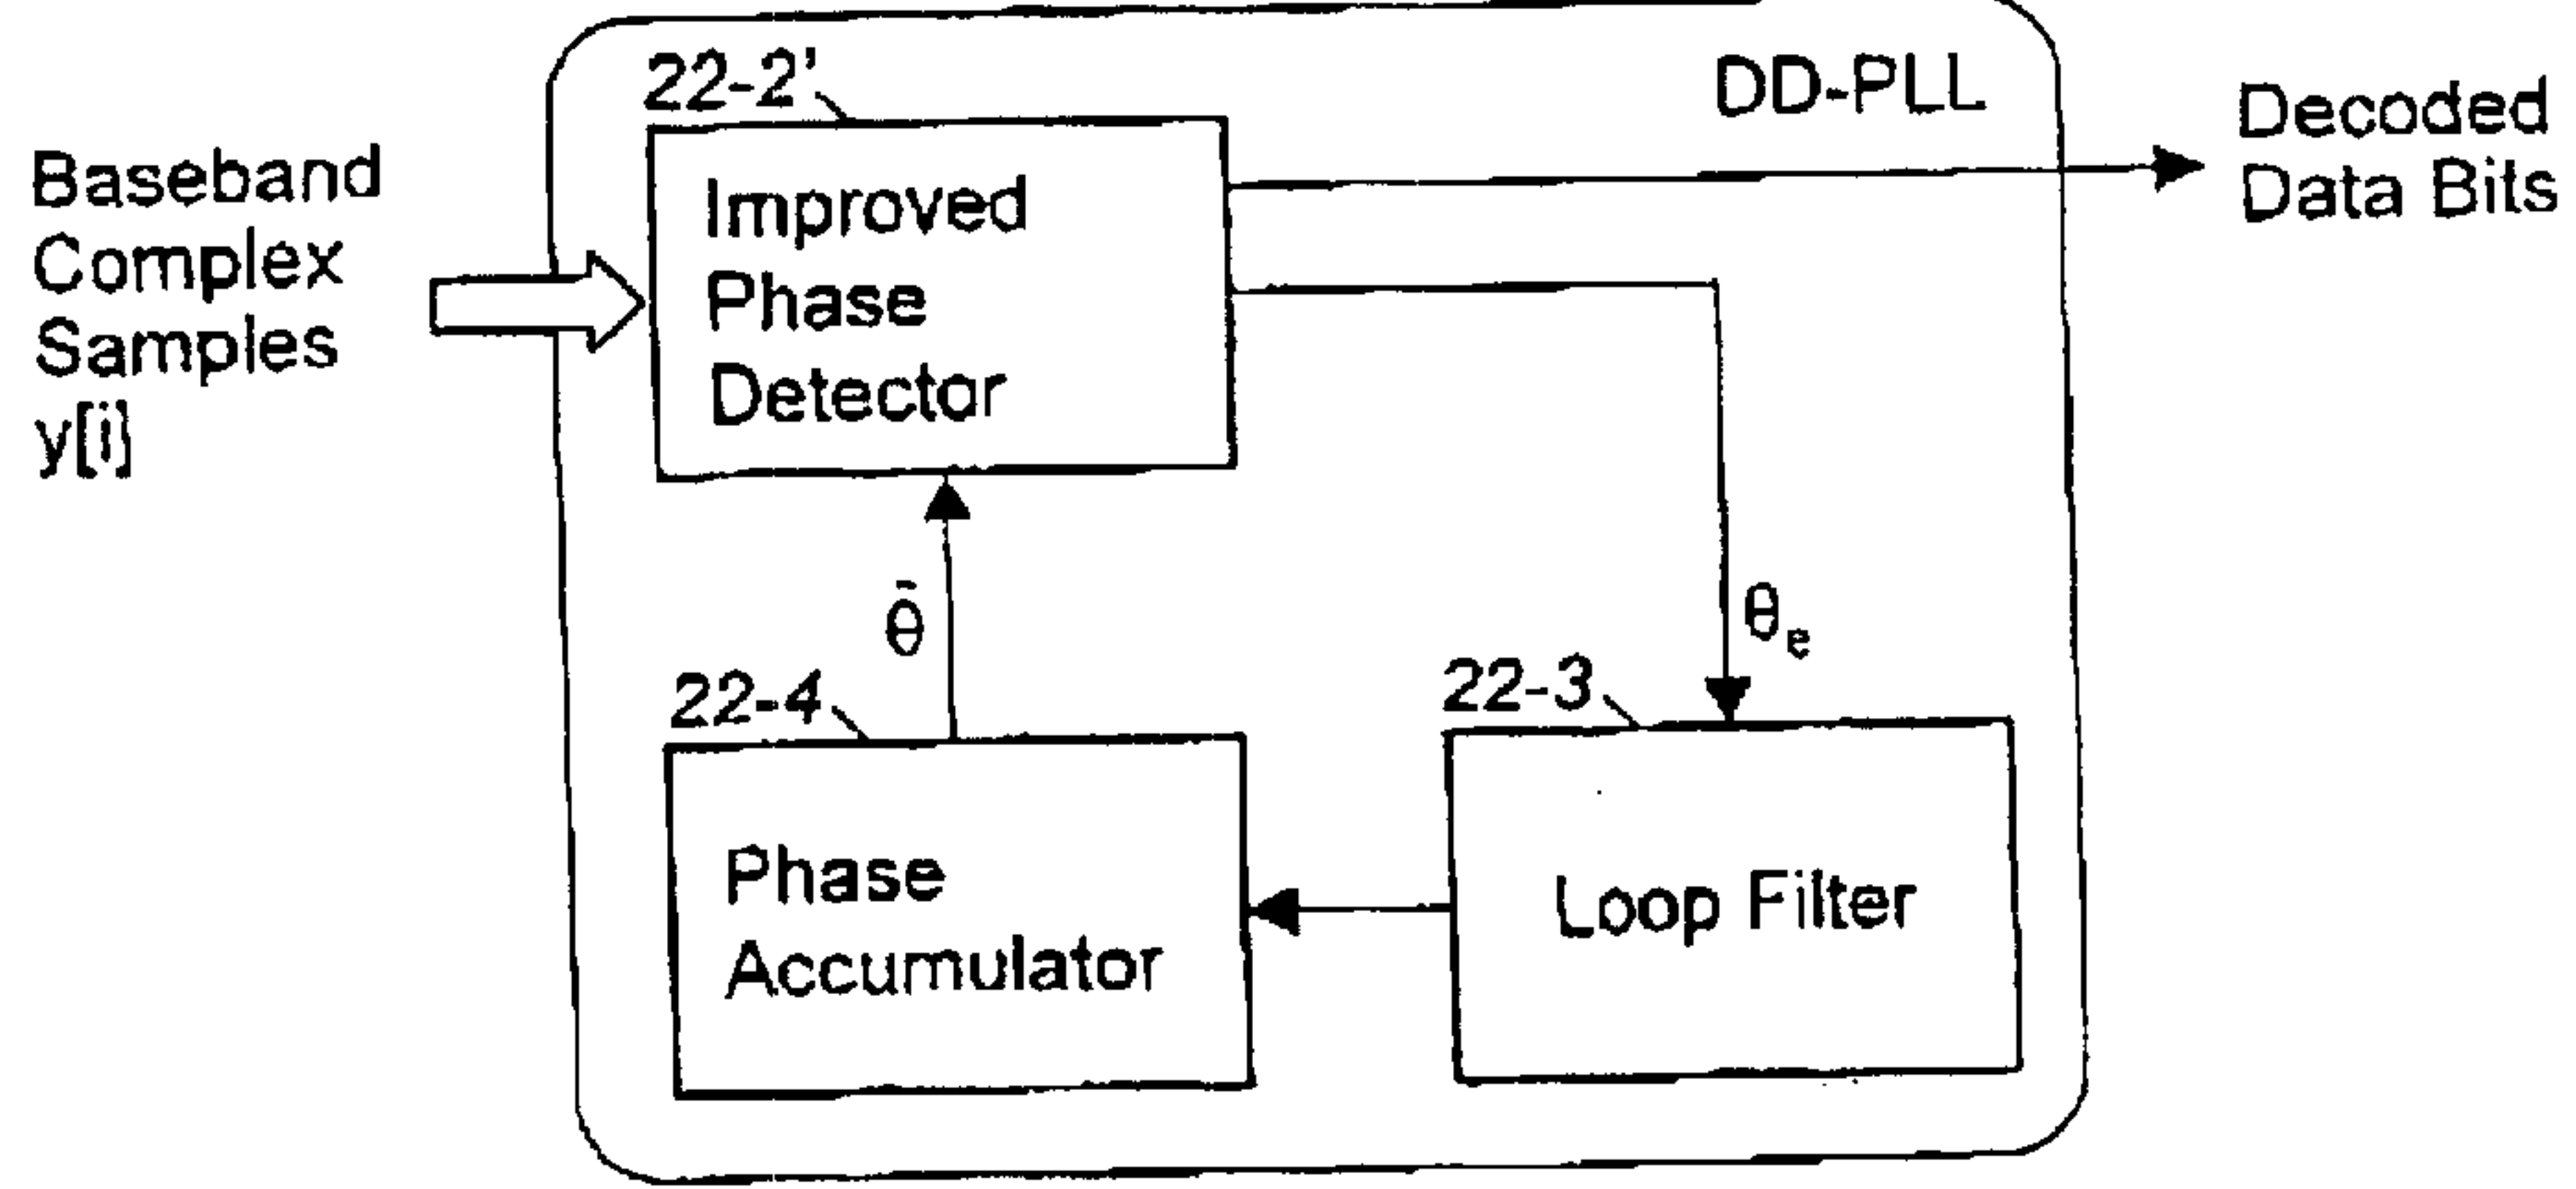 22-2'
DD-PLL
Decoded
Data Bits
Baseband
Complex
Samples
y[i]
Improved
Phase
Detector
θ̄
θe
22-4
22-3
Phase
Accumulator
Loop Filter